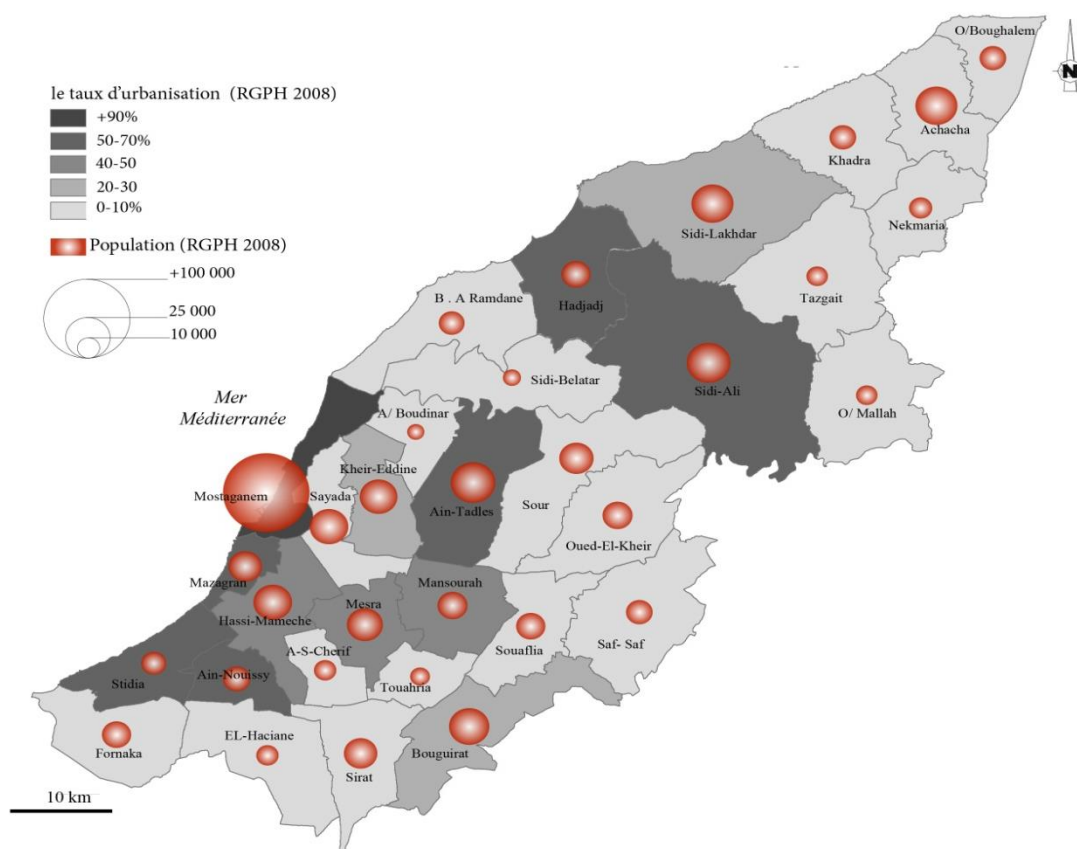 le taux d'urbanisation (RGPH 2008)
+90%
50-70%
40-50
20-30
0-10%
Population (RGPH 2008)
+100 000
25 000
10 000
N
O/Boughalem
Achacha
Khadra
Nekmaria
Sidi-Lakhdar
Tazgait
Hadjadj
B . A Ramdane
Sidi-Ali
Sidi-Belatar
O/ Mallah
Mer
Méditerranée
A/ Boudinar
Kheir-Eddine
Mostaganem
Sayada
Ain-Tadles
Sour
Oued-El-Kheir
Mazagran
Hassi-Mameche
Mesra
Mansourah
Souaflia
Saf- Saf
A-S-Cherif
Stidia
Ain-Nouissy
Touahria
Fornaka
EL-Haciane
Sirat
Bouguirat
10 km